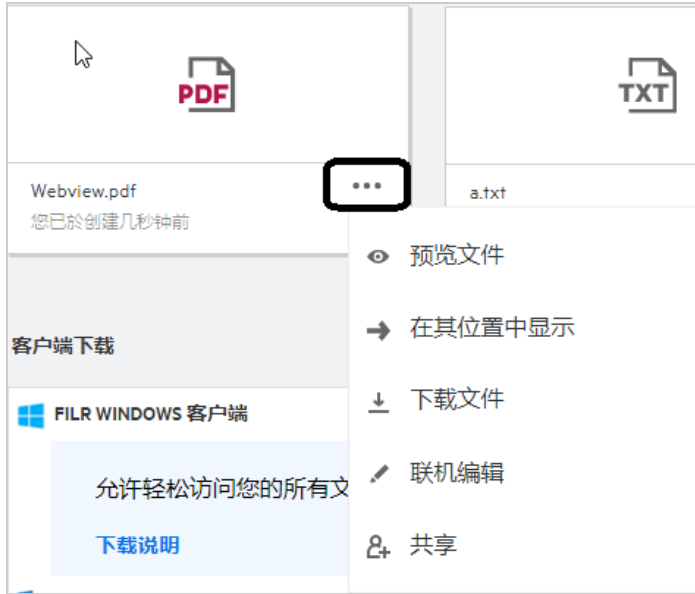 PDF
TXT
Webview.pdf
您已於创建几秒钟前
a.txt
预览文件
在其位置中显示
下载文件
联机编辑
共享
客户端下载
FILR WINDOWS 客户端
允许轻松访问您的所有文
下载说明